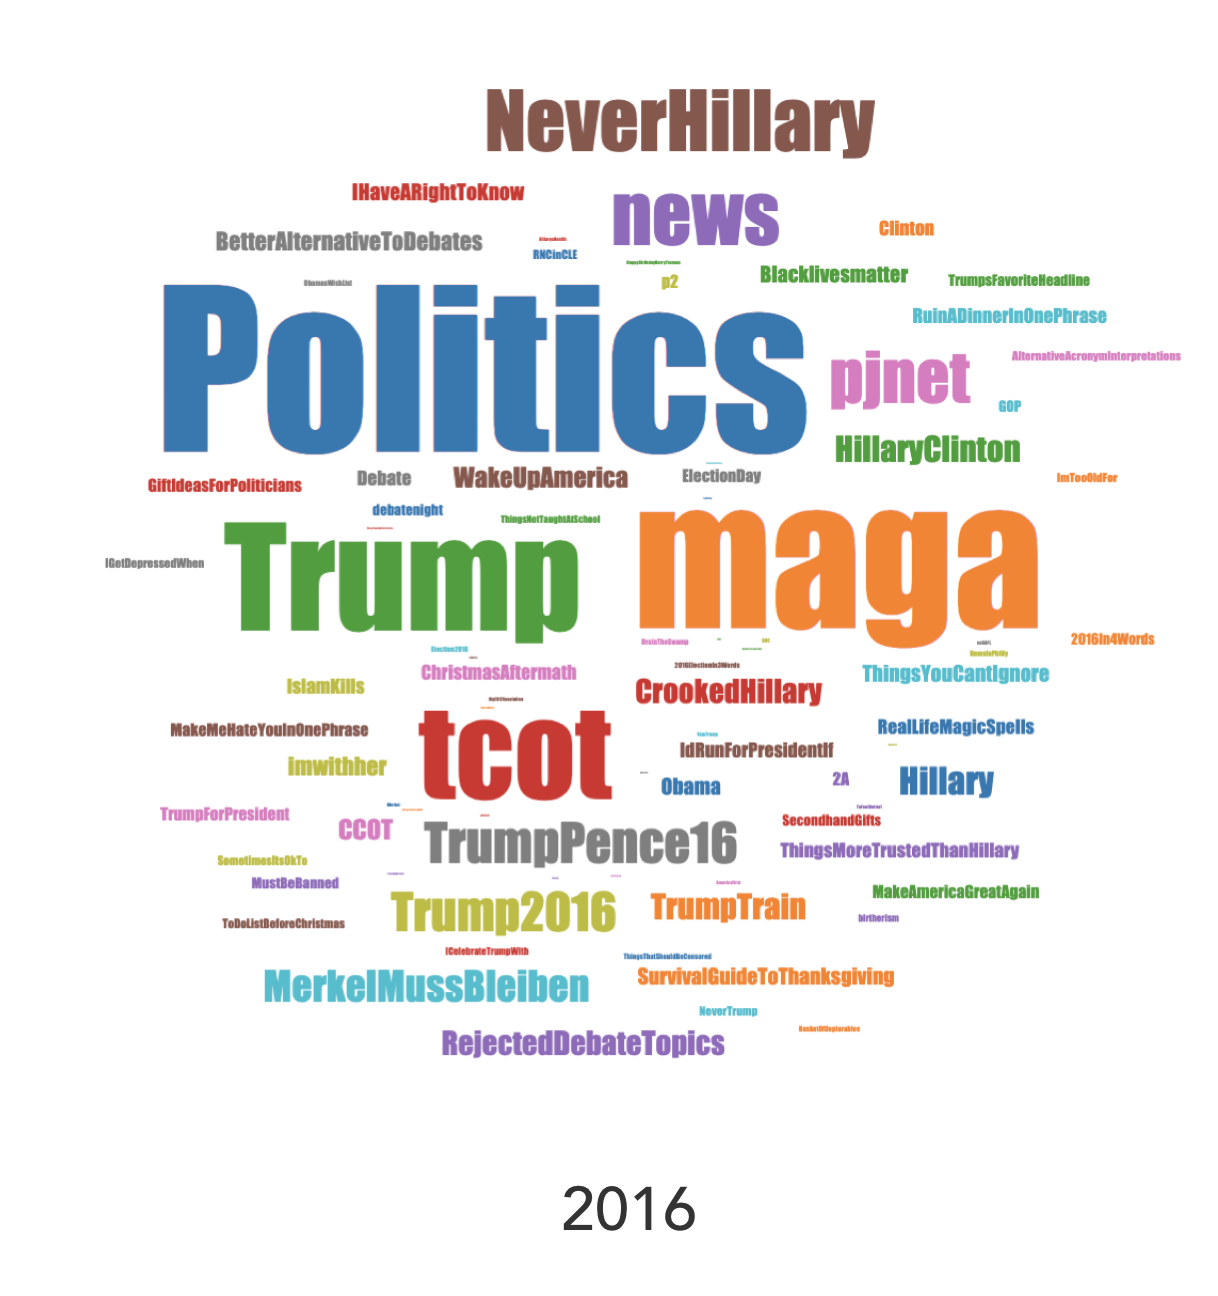 NeverHillary
IHaveARightToKnow
news
Clinton
BetterAlternativeToDebates
RNCinCLE
p2
Blacklivesmatter
TrumpsFavoriteHeadline
ObamasWishList
RuinADinnerInOnePhrase
Politics
AlternativeAcronymInterpretations
pjnet
GOP
HillaryClinton
GiftIdeasForPoliticians
Debate
WakeUpAmerica
ElectionDay
ImTooOldFor
debatenight
ThingsNotTaughtAtSchool
IGetDepressedWhen
Trump
maga
DrainTheSwamp
2016In4Words
Election2016
DemsInPhilly
2016ElectionIn3Words
ChristmasAftermath
ThingsYouCantIgnore
IslamKills
CrookedHillary
MakeMeHateYouInOnePhrase
RealLifeMagicSpells
tcot
IdRunForPresidentIf
imwithher
Obama
2A
Hillary
TrumpForPresident
SecondhandGifts
CCOT
TrumpPence16
ThingsMoreTrustedThanHillary
SometimesItsOkTo
MustBeBanned
MakeAmericaGreatAgain
Trump2016
TrumpTrain
ToDoListBeforeChristmas
birtherism
ICelebrateTrumpWith
ThingsThatShouldBeCensored
MerkelMussBleiben
SurvivalGuideToThanksgiving
NeverTrump
BasketOfDeplorables
RejectedDebateTopics
2016